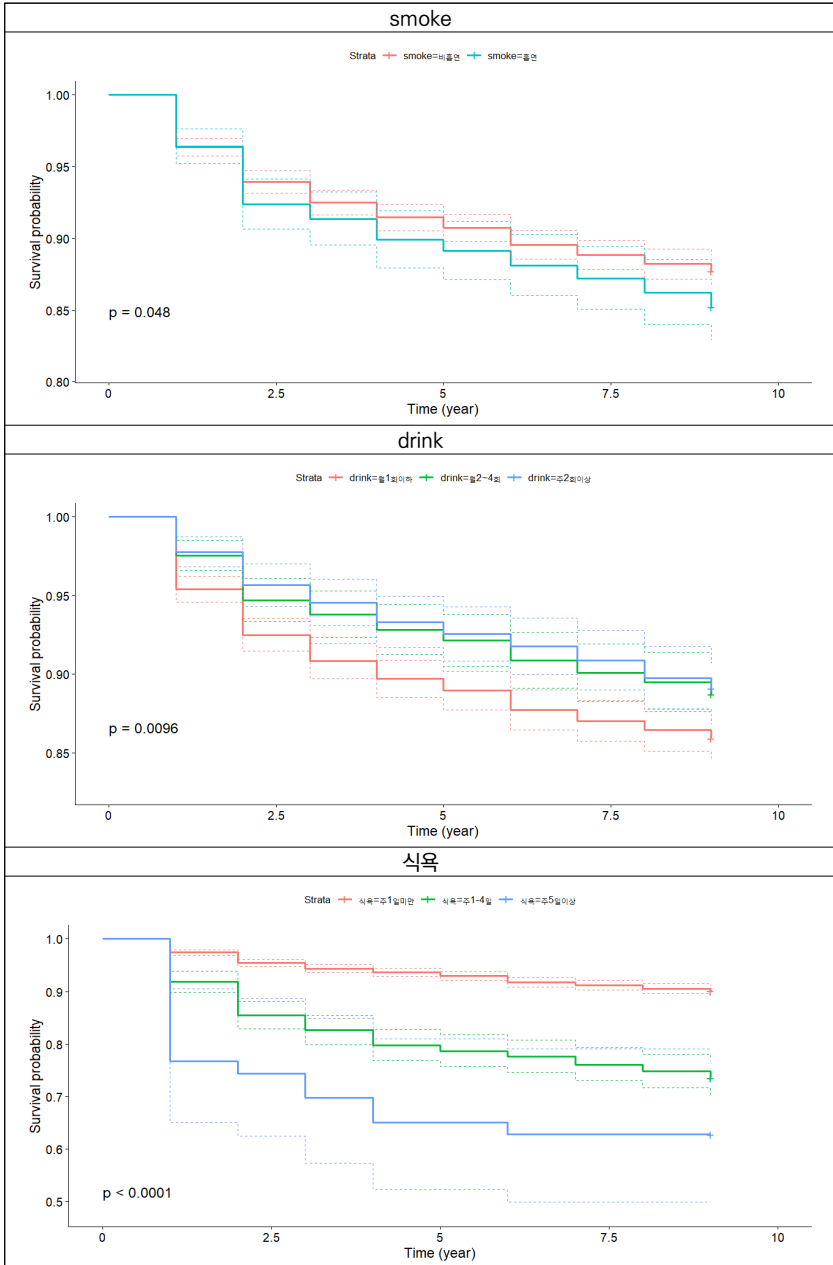 smoke
Strata smoke=비흡연 smoke=흡연
1.00
0.95
0.90
0.85
0.80
Survival probability
p = 0.048
0 2.5 5 7.5 10
Time (year)
drink
Strata drink=월1회이하 drink=월2~4회 drink=주2회이상
1.00
0.95
0.90
0.85
Survival probability
p = 0.0096
0 2.5 5 7.5 10
Time (year)
식욕
Strata 식욕=주1일미만 식욕=주1-4일 식욕=주5일이상
1.0
0.9
0.8
0.7
0.6
0.5
Survival probability
p < 0.0001
0 2.5 5 7.5 10
Time (year)